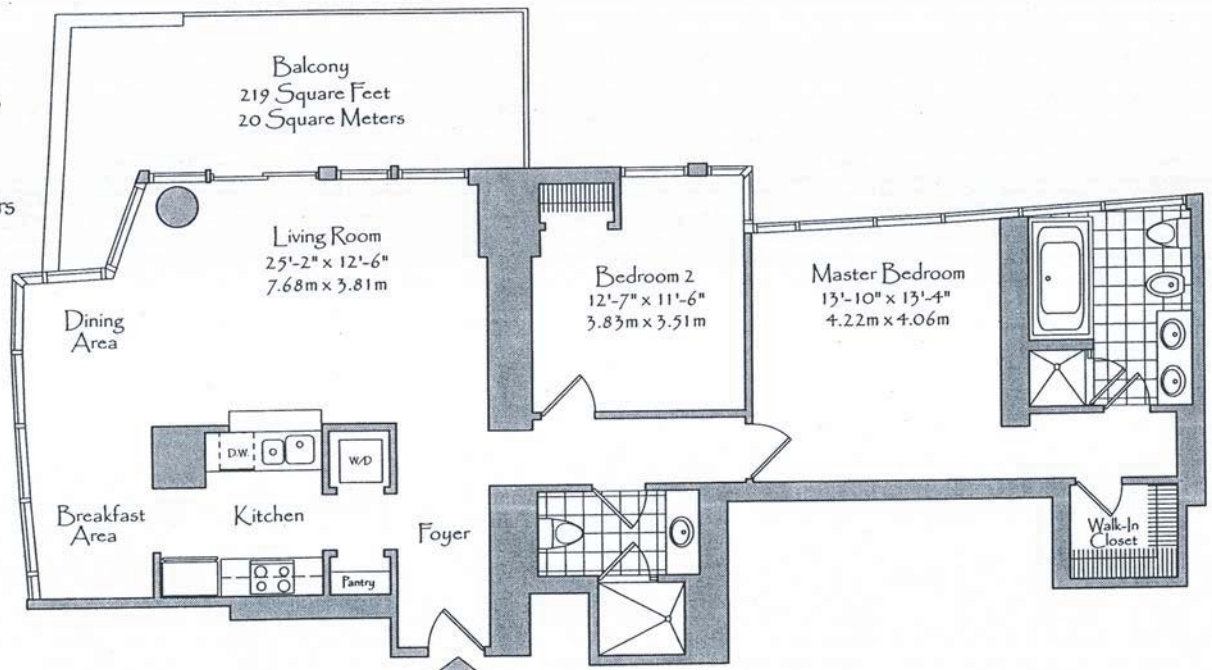 Balcony
219 Square Feet
20 Square Meters
Living Room
25'-2" x 12'-6"
7.68m x 3.81m
Bedroom 2
12'-7" x 11'-6"
3.83m x 3.51m
Master Bedroom
13'-10" x 13'-4"
4.22m x 4.06m
Dining
Area
D.W.
W/D
Breakfast
Area
Kitchen
Foyer
Pantry
Walk-In
Closet